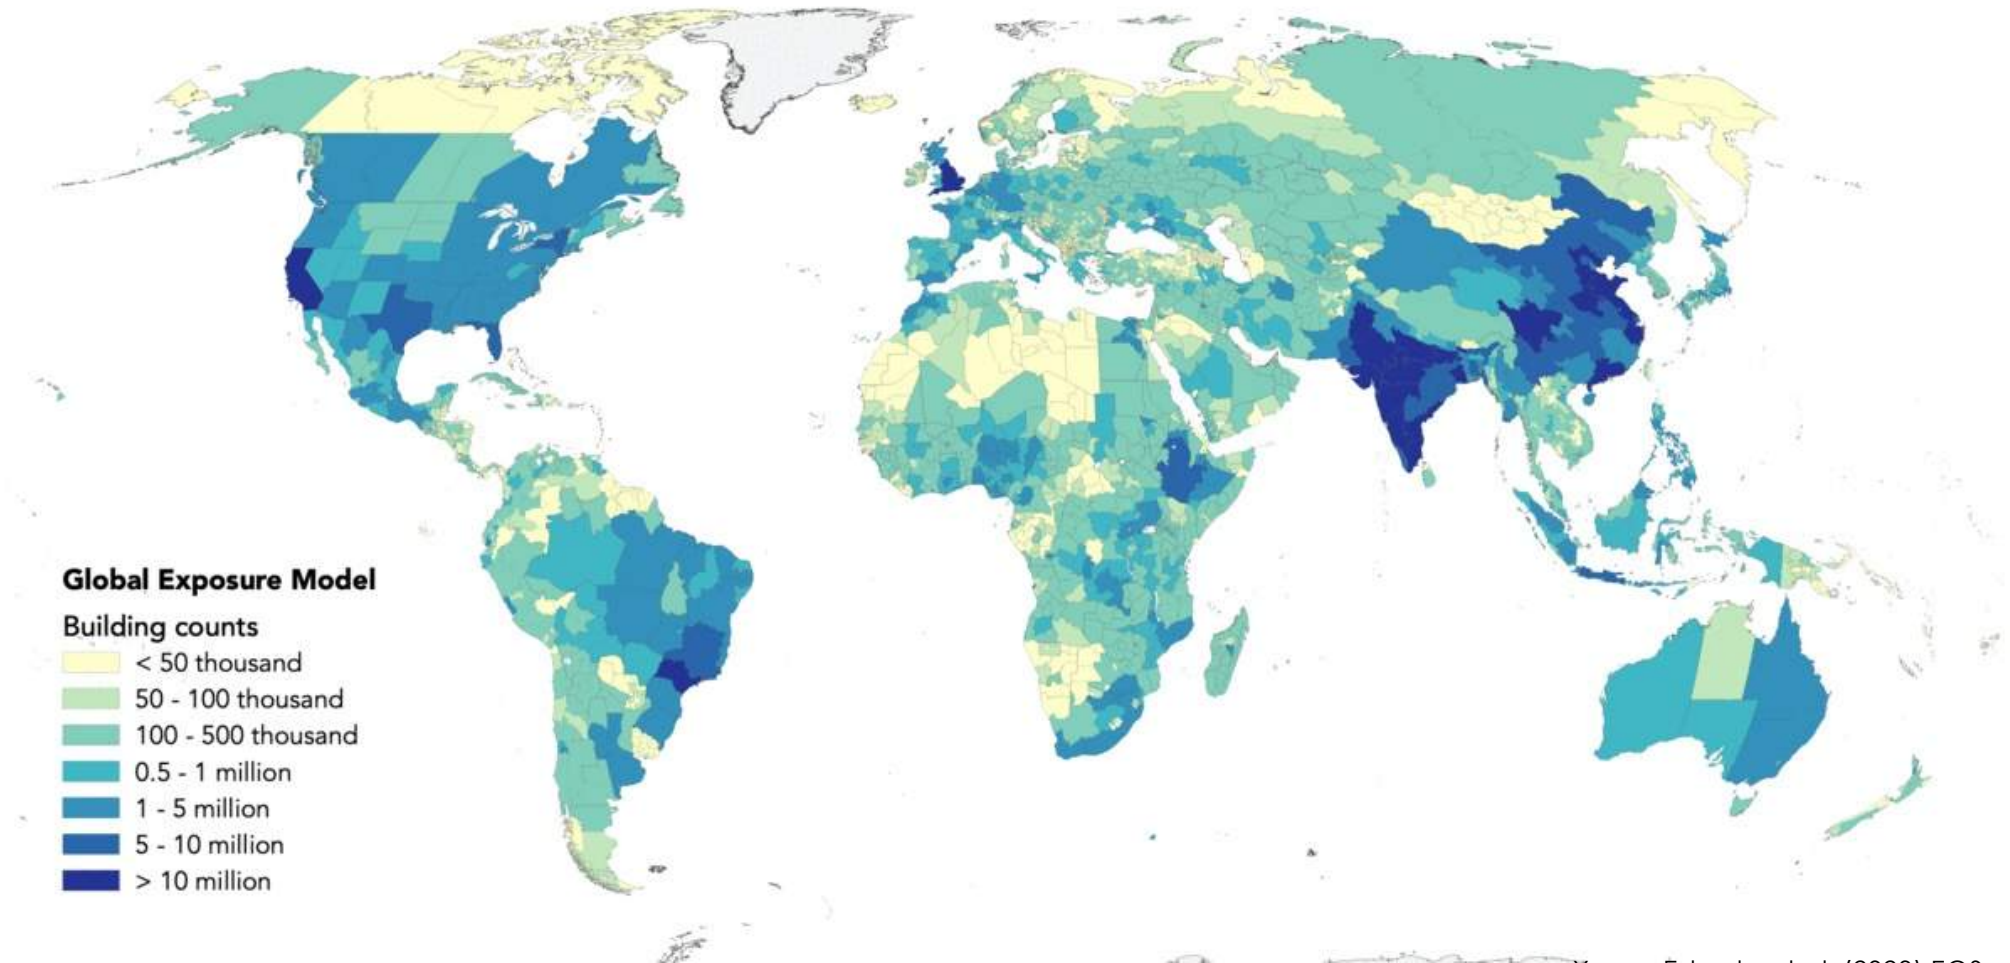 Global Exposure Model
Building counts
< 50 thousand
50 - 100 thousand
100 - 500 thousand
0.5 - 1 million
1 - 5 million
5 - 10 million
> 10 million